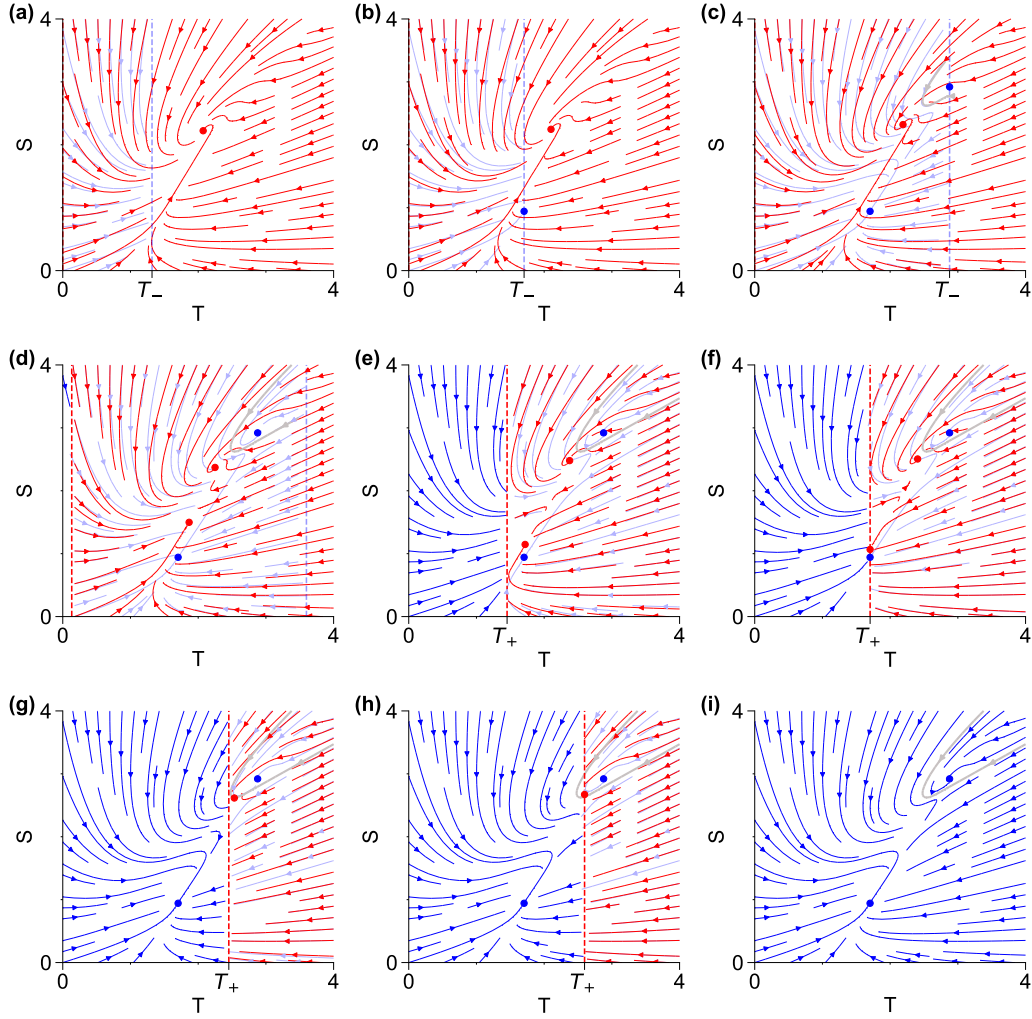 (a) (b) (c)
4 4 4
S S S
0 0 0
0 T− 4 0 T− 4 0 T− 4
T T T
(d) (e) (f)
4 4 4
S S S
0 0 0
0 4 0 T+ 4 0 T+ 4
T T T
(g) (h) (i)
4 4 4
S S S
0 0 0
0 T+ 4 0 T+ 4 0 4
T T T